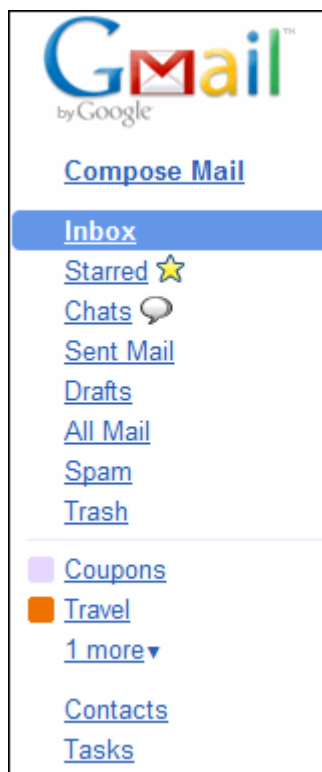 Gmail™
by Google
Compose Mail
Inbox
Starred
Chats
Sent Mail
Drafts
All Mail
Spam
Trash
Coupons
Travel
1 more▾
Contacts
Tasks